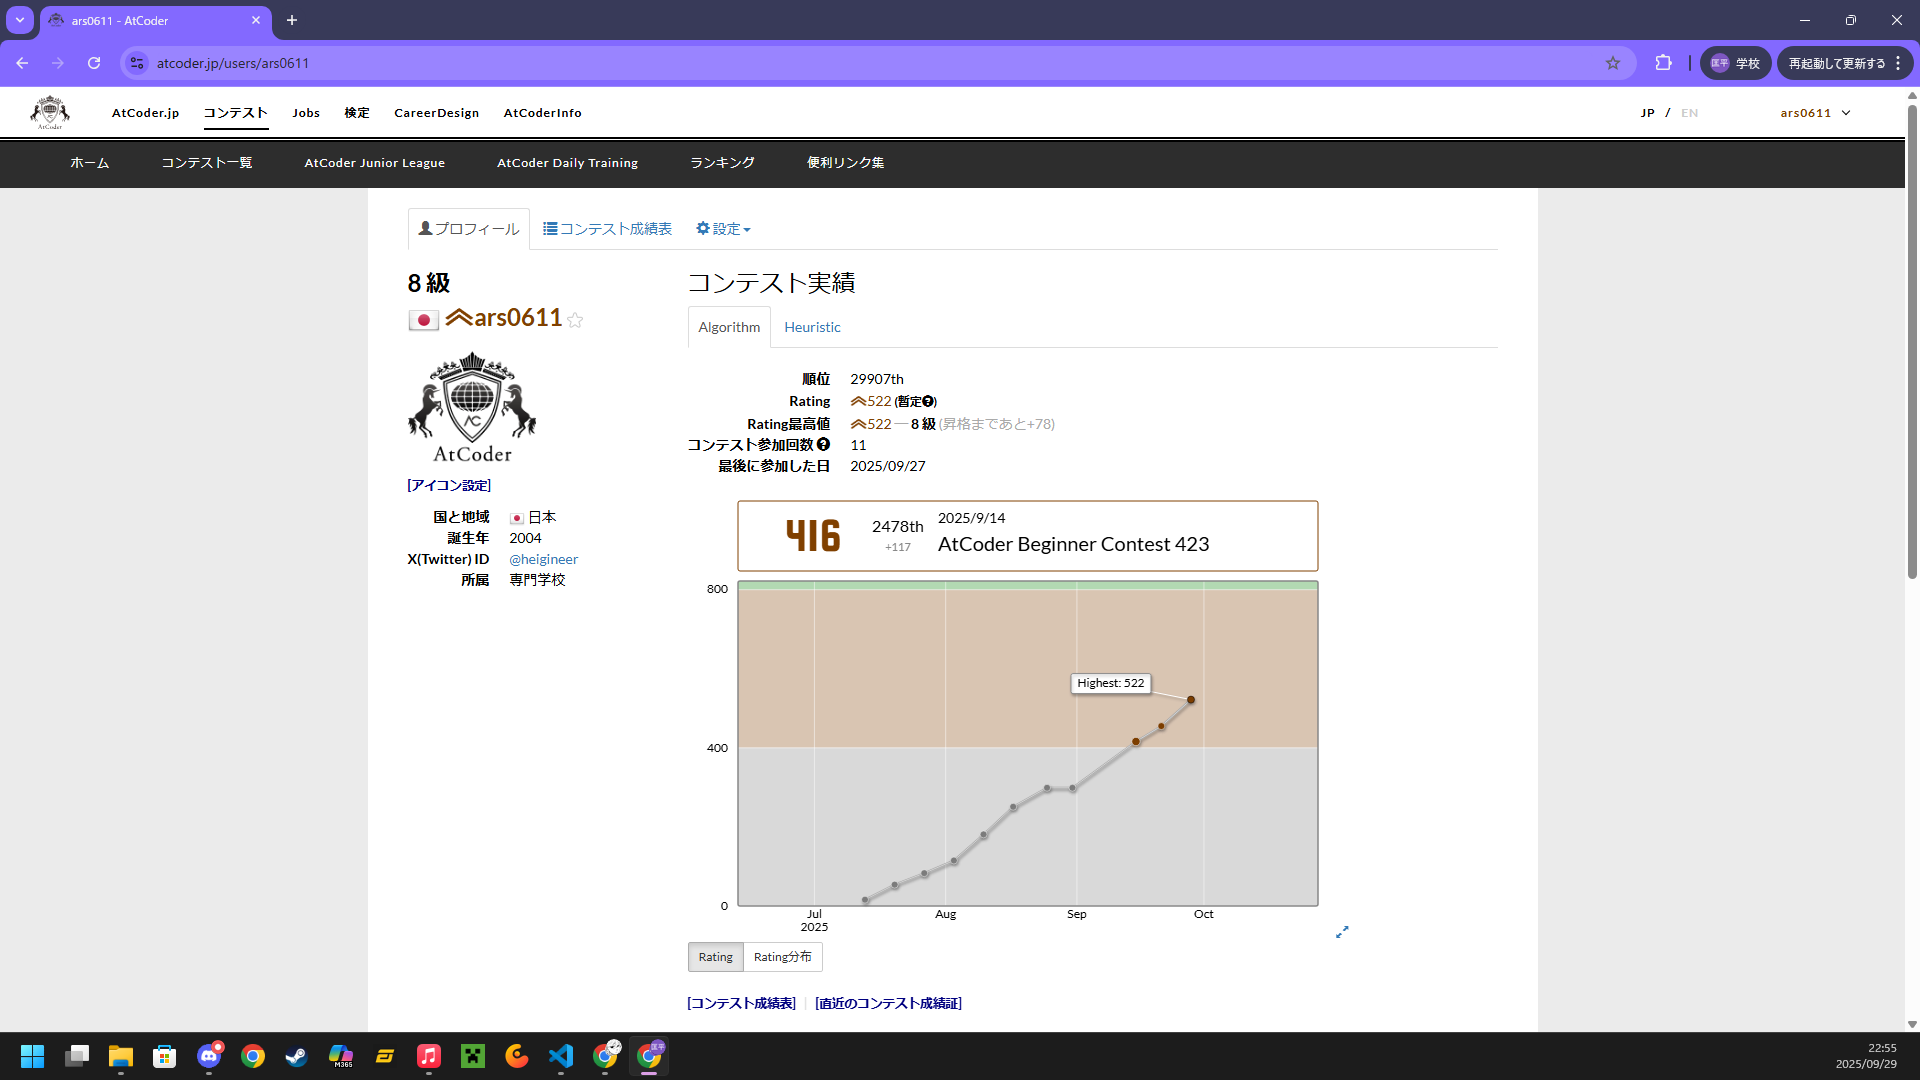 ars0611 - AtCoder
atcoder.jp/users/ars0611
匡平 学校
再起動して更新する
AtCoder
AtCoder.jp コンテスト Jobs 検定 CareerDesign AtCoderInfo
JP / EN
ars0611
ホーム コンテスト一覧 AtCoder Junior League AtCoder Daily Training ランキング 便利リンク集
プロフィール コンテスト成績表 設定
8 級
ars0611
AC
AtCoder
[アイコン設定]
国と地域 日本
誕生年 2004
X(Twitter) ID @heigineer
所属 専門学校
コンテスト実績
Algorithm Heuristic
順位 29907th
Rating 522 (暫定?)
Rating最高値 522 ― 8 級 (昇格まであと+78)
コンテスト参加回数 ? 11
最後に参加した日 2025/09/27
416
2478th
+117
2025/9/14
AtCoder Beginner Contest 423
800
400
0
Highest: 522
Jul
2025
Aug
Sep
Oct
Rating Rating分布
[コンテスト成績表] | [直近のコンテスト成績証]
M365
匡平
22:55
2025/09/29